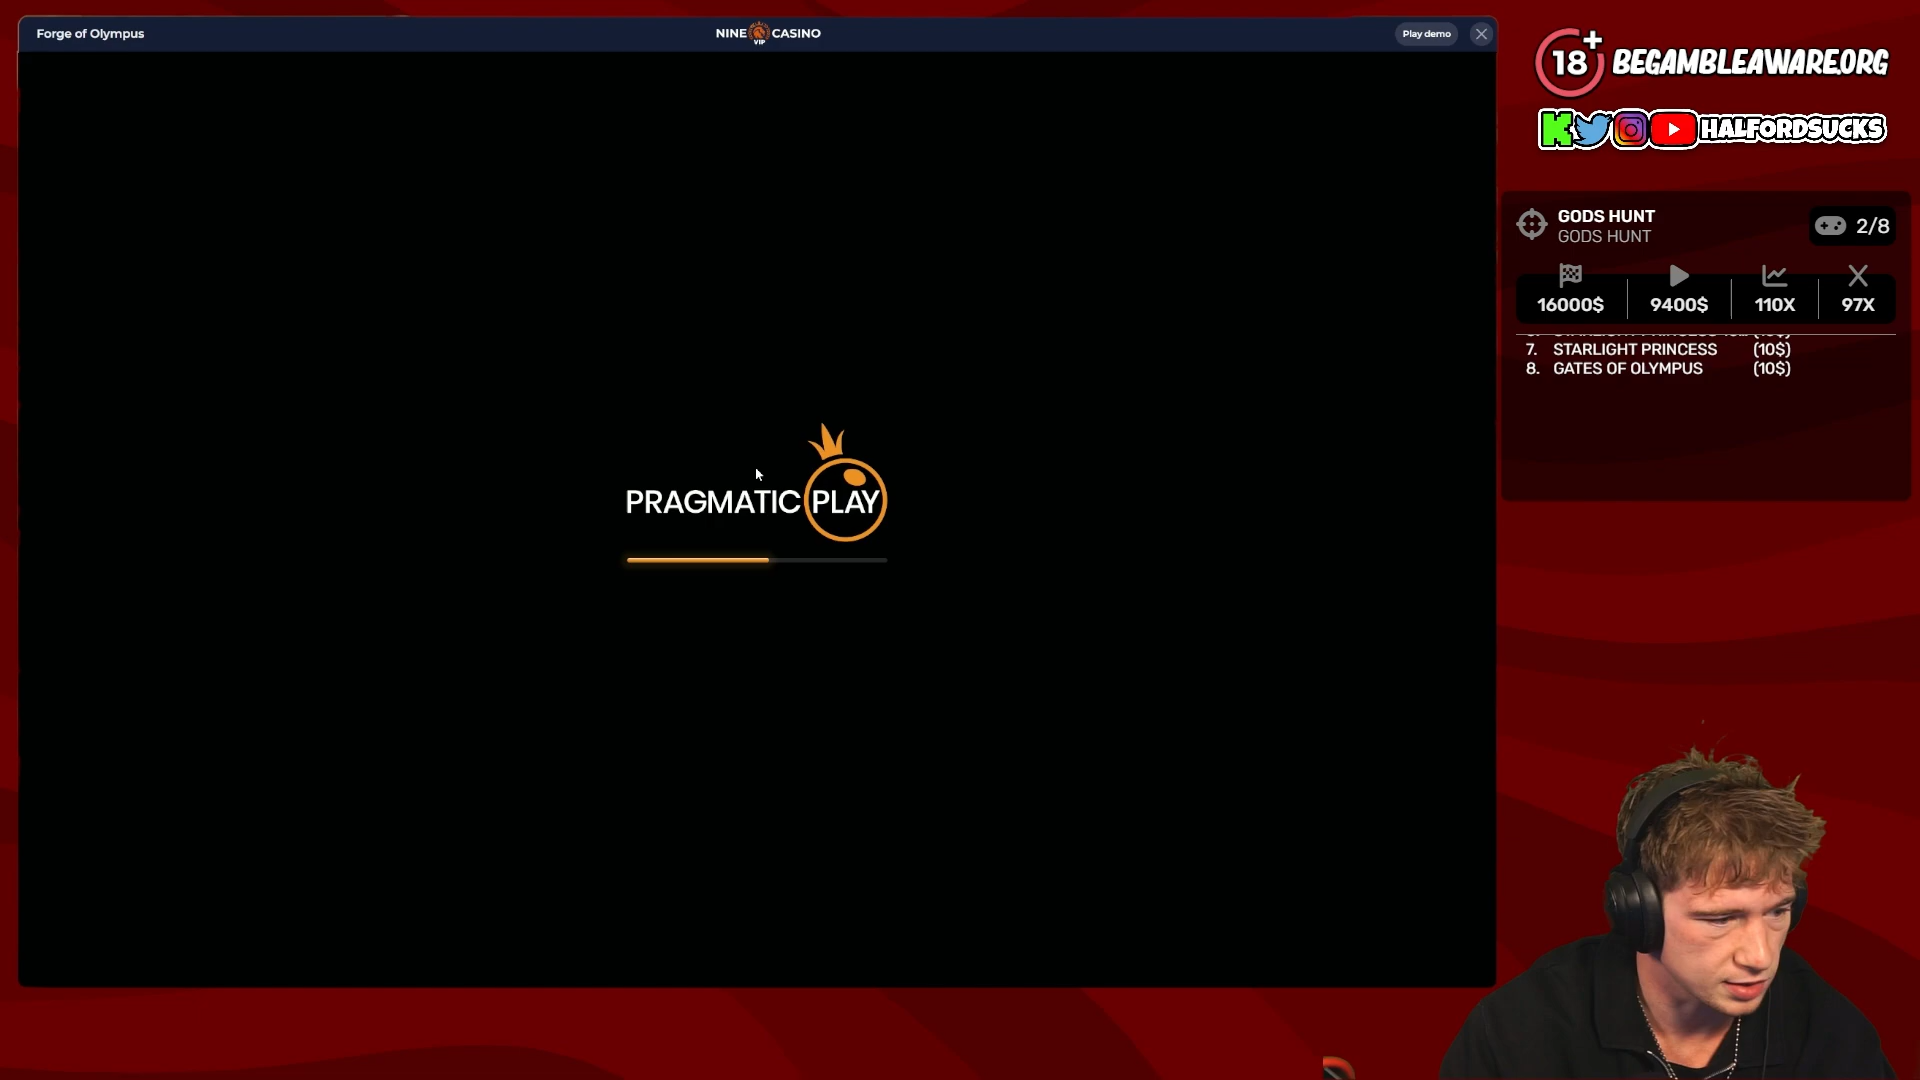 Forge of Olympus
NINE CASINO
VIP
Play demo
18+ BEGAMBLEAWARE.ORG
HALFORDSUCKS
GODS HUNT
GODS HUNT
2/8
16000$ 9400$ 110X 97X
7. STARLIGHT PRINCESS (10$)
8. GATES OF OLYMPUS (10$)
PRAGMATIC PLAY